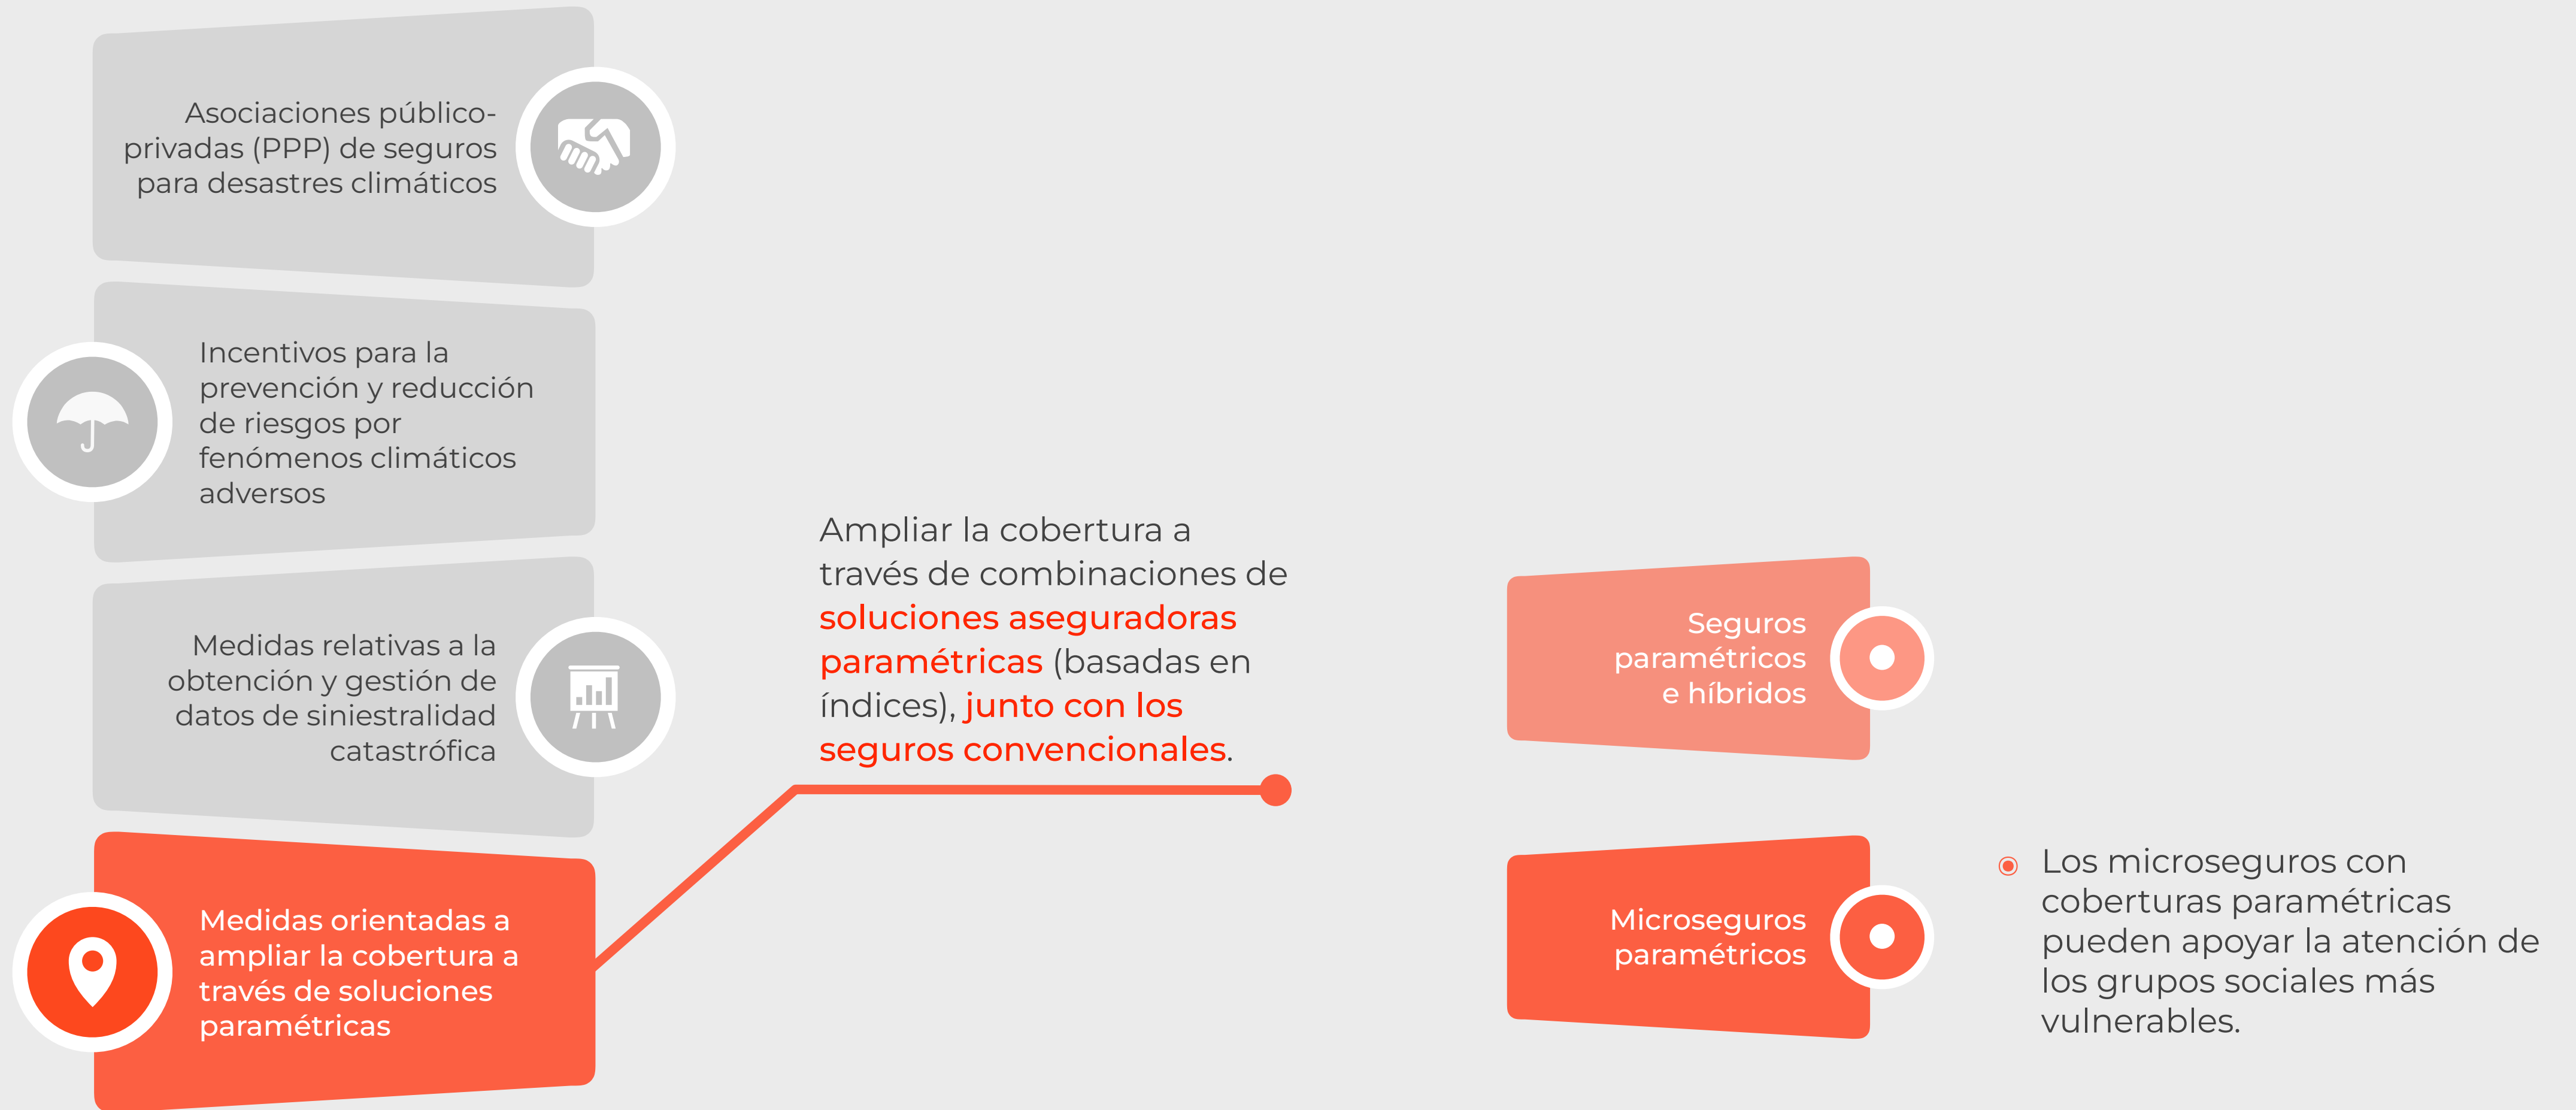 Asociaciones público-
privadas (PPP) de seguros
para desastres climáticos
Incentivos para la
prevención y reducción
de riesgos por
fenómenos climáticos
adversos
Medidas relativas a la
obtención y gestión de
datos de siniestralidad
catastrófica
Medidas orientadas a
ampliar la cobertura a
través de soluciones
paramétricas
Ampliar la cobertura a
través de combinaciones de
soluciones aseguradoras
paramétricas (basadas en
índices), junto con los
seguros convencionales.
Seguros
paramétricos
e híbridos
Microseguros
paramétricos
Los microseguros con
coberturas paramétricas
pueden apoyar la atención de
los grupos sociales más
vulnerables.